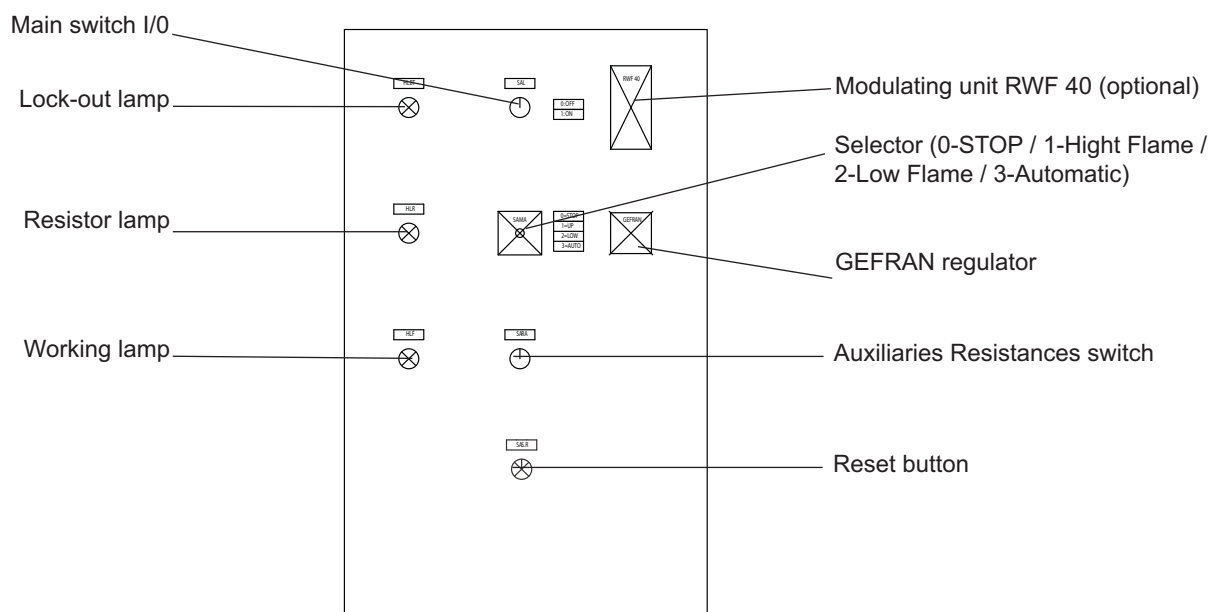 Main switch I/0
Lock-out lamp
Resistor lamp
Working lamp
SAL
0:OFF
1:ON
RWF 40
HLR
SAMA
0=STOP
1=UP
2=LOW
3=AUTO
GEFRAN
HLF
SARA
SAS.R
Modulating unit RWF 40 (optional)
Selector (0-STOP / 1-Hight Flame /
2-Low Flame / 3-Automatic)
GEFRAN regulator
Auxiliaries Resistances switch
Reset button